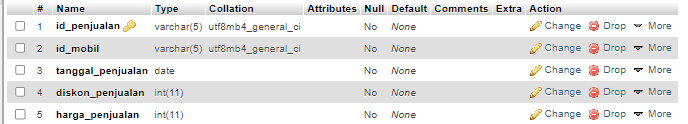 # Name Type Collation Attributes Null Default Comments Extra Action
1 id_penjualan varchar(5) utf8mb4_general_ci No None Change Drop More
2 id_mobil varchar(5) utf8mb4_general_ci No None Change Drop More
3 tanggal_penjualan date No None Change Drop More
4 diskon_penjualan int(11) No None Change Drop More
5 harga_penjualan int(11) No None Change Drop More